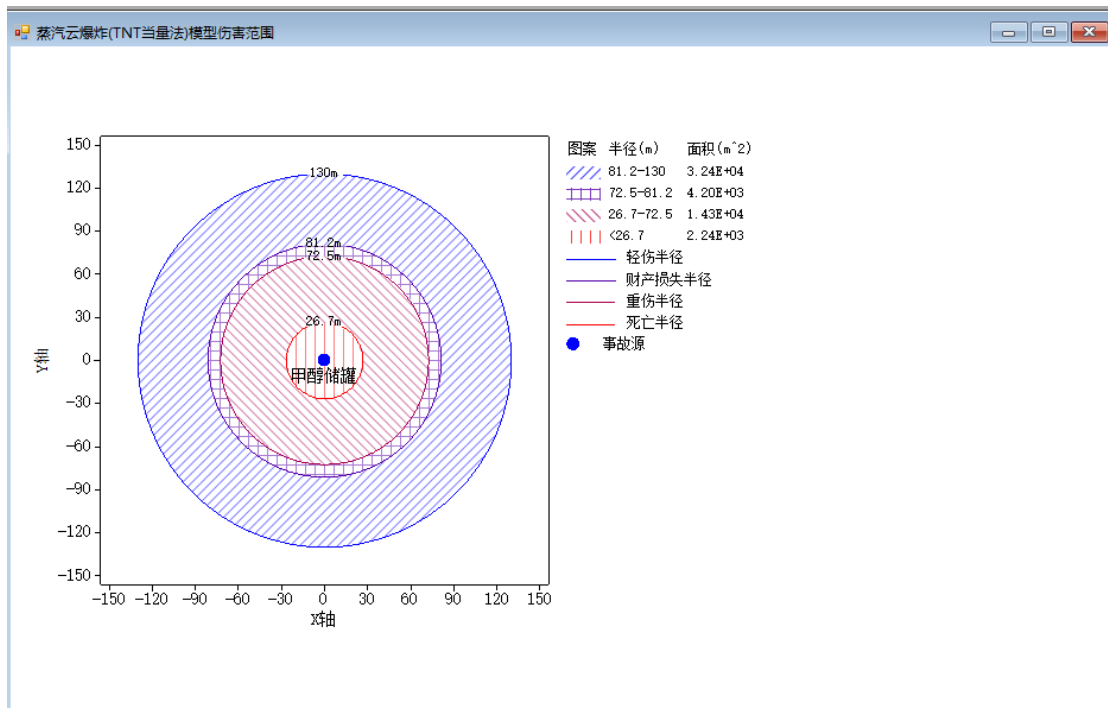 蒸汽云爆炸(TNT当量法)模型伤害范围
图案 半径(m) 面积(m^2)
81.2-130 3.24E+04
72.5-81.2 4.20E+03
26.7-72.5 1.43E+04
<26.7 2.24E+03
轻伤半径
财产损失半径
重伤半径
死亡半径
事故源
150
120
90
60
30
0
-30
-60
-90
-120
-150
Y轴
130m
81.2m
72.5m
26.7m
甲醇储罐
-150 -120 -90 -60 -30 0 30 60 90 120 150
X轴